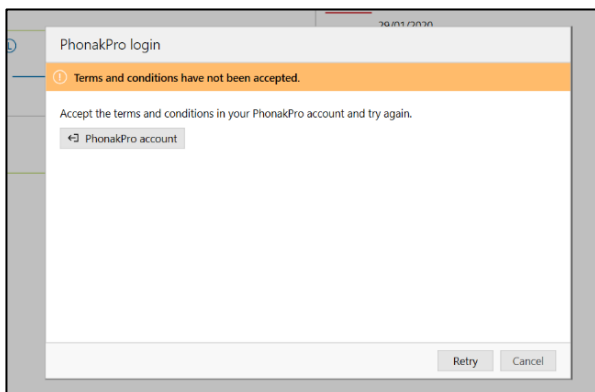 29/01/2020
L
PhonakPro login
Terms and conditions have not been accepted.
Accept the terms and conditions in your PhonakPro account and try again.
PhonakPro account
Retry Cancel